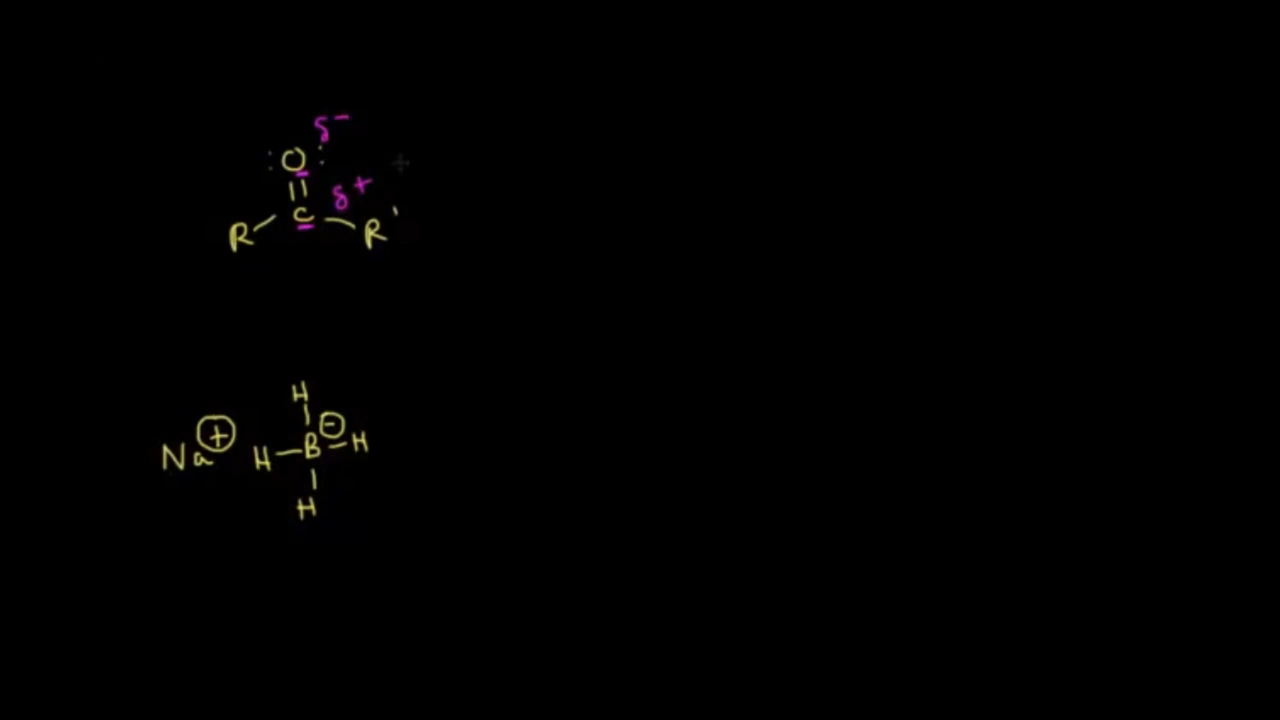 δ-
:O:
δ+
R C R'
H
Na+ H B - H
H